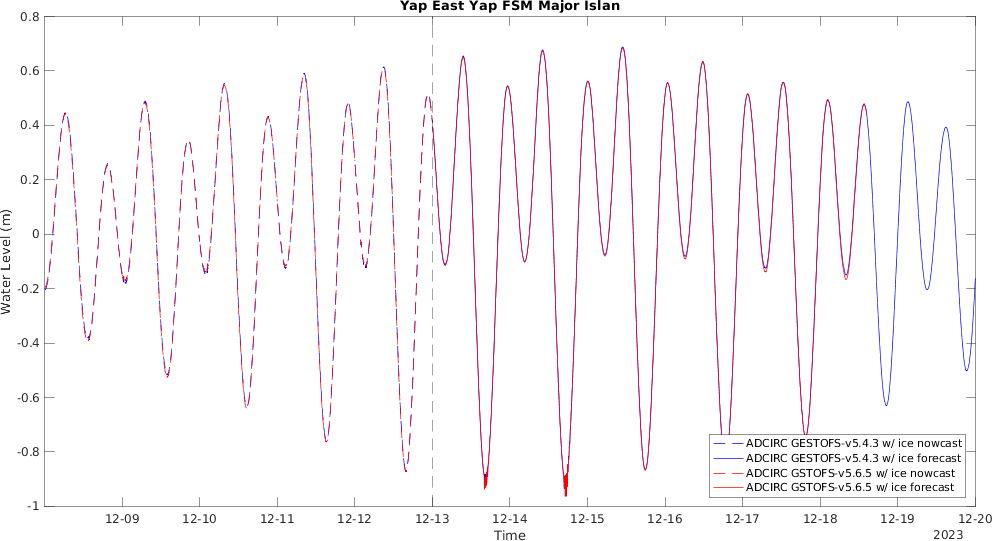 Yap East Yap FSM Major Islan
Water Level (m)
0.8
0.6
0.4
0.2
0
-0.2
-0.4
-0.6
-0.8
-1
ADCIRC GESTOFS-v5.4.3 w/ ice nowcast
ADCIRC GESTOFS-v5.4.3 w/ ice forecast
ADCIRC GSTOFS-v5.6.5 w/ ice nowcast
ADCIRC GSTOFS-v5.6.5 w/ ice forecast
12-09 12-10 12-11 12-12 12-13 12-14 12-15 12-16 12-17 12-18 12-19 12-20
Time
2023